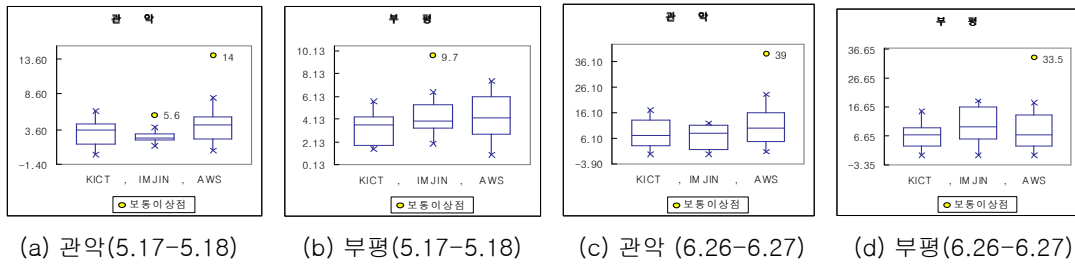 관 악
13.60
8.60
3.60
-1.40
14
5.6
KICT , IMJIN , AWS
보통이상점
부 평
10.13
8.13
6.13
4.13
2.13
0.13
9.7
KICT , IMJIN , AWS
보통이상점
관 악
36.10
26.10
16.10
6.10
-3.90
39
KICT , IMJIN , AWS
보통이상점
부 평
36.65
26.65
16.65
6.65
-3.35
33.5
KICT , IMJIN , AWS
보통이상점
(a) 관악(5.17-5.18)
(b) 부평(5.17-5.18)
(c) 관악 (6.26-6.27)
(d) 부평(6.26-6.27)